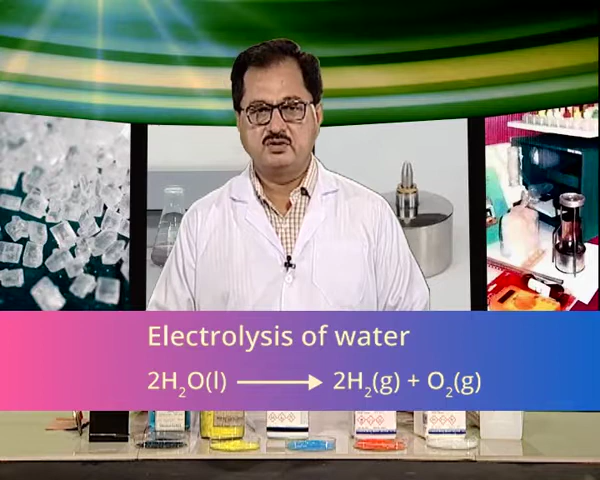 Electrolysis of water
2H₂O(l) ⟶ 2H₂(g) + O₂(g)